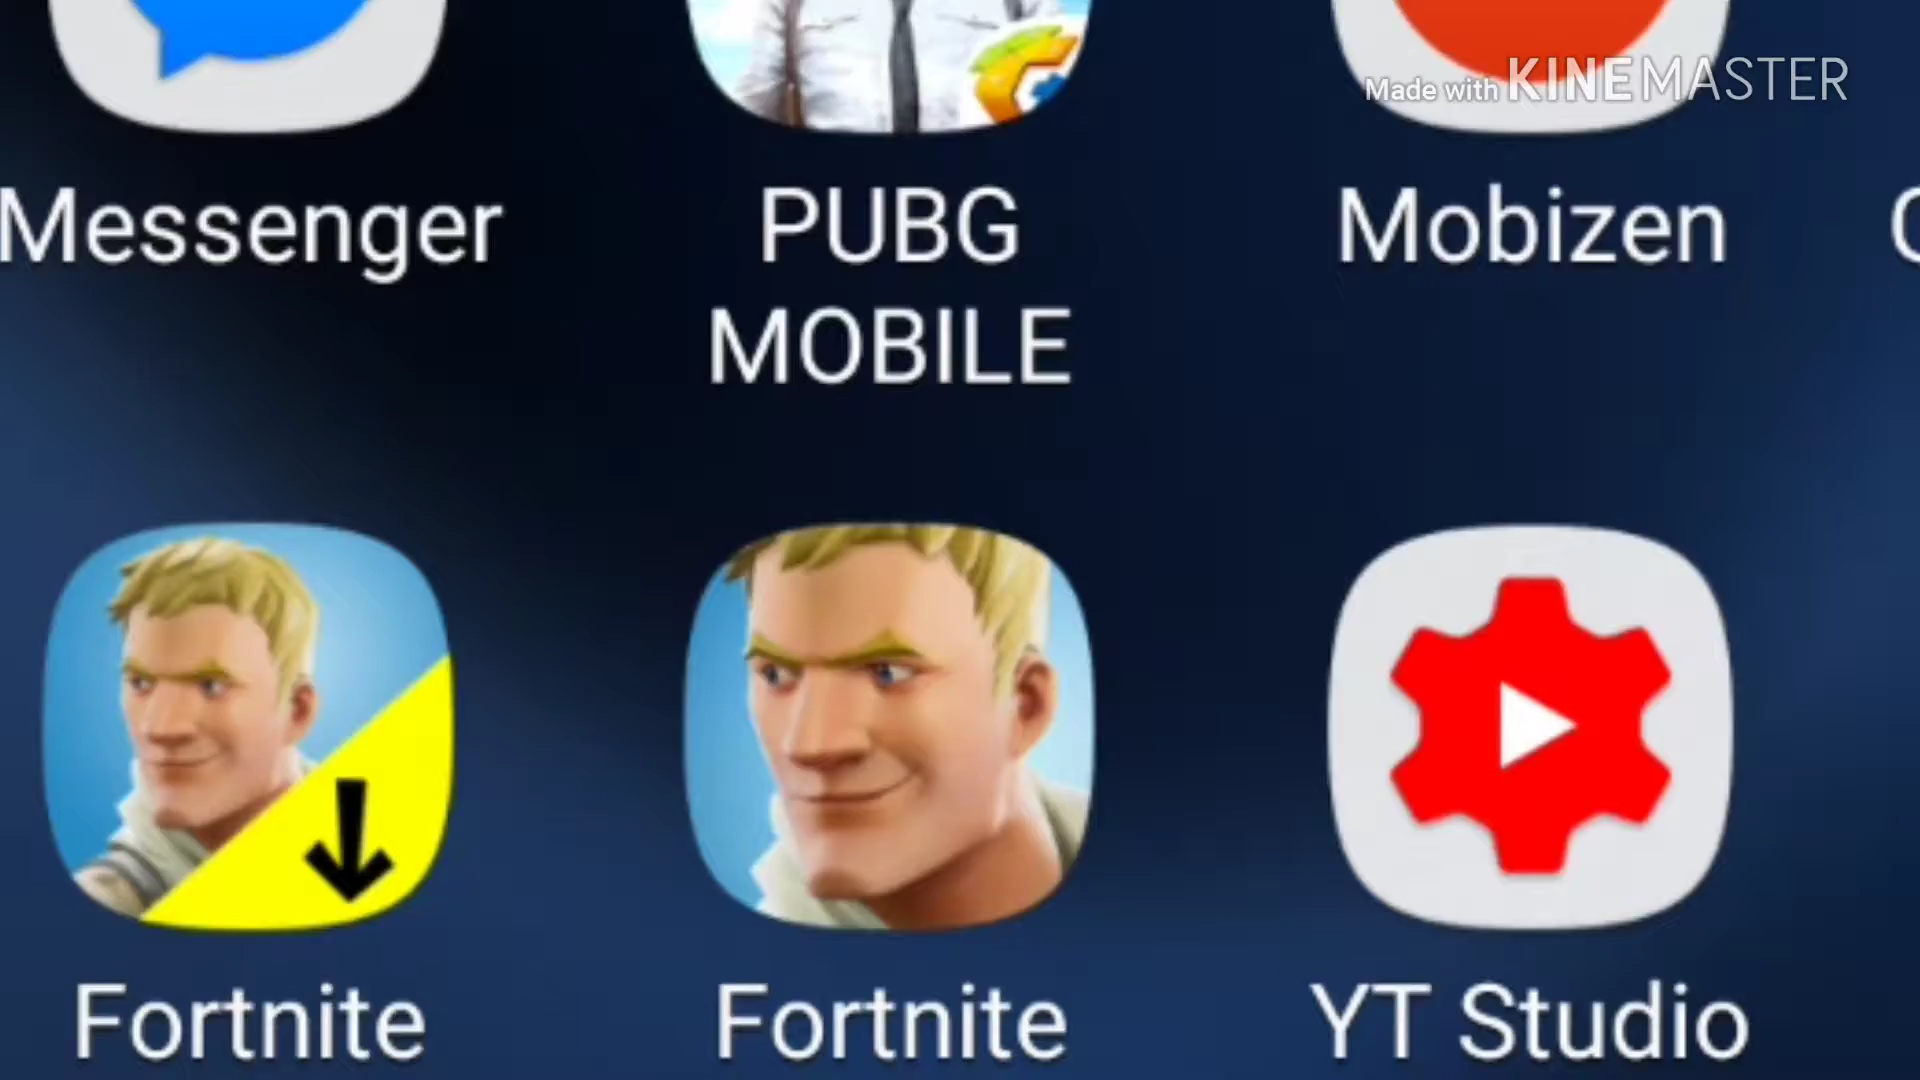 Made with KINEMASTER
Messenger
PUBG
MOBILE
Mobizen
Fortnite
Fortnite
YT Studio